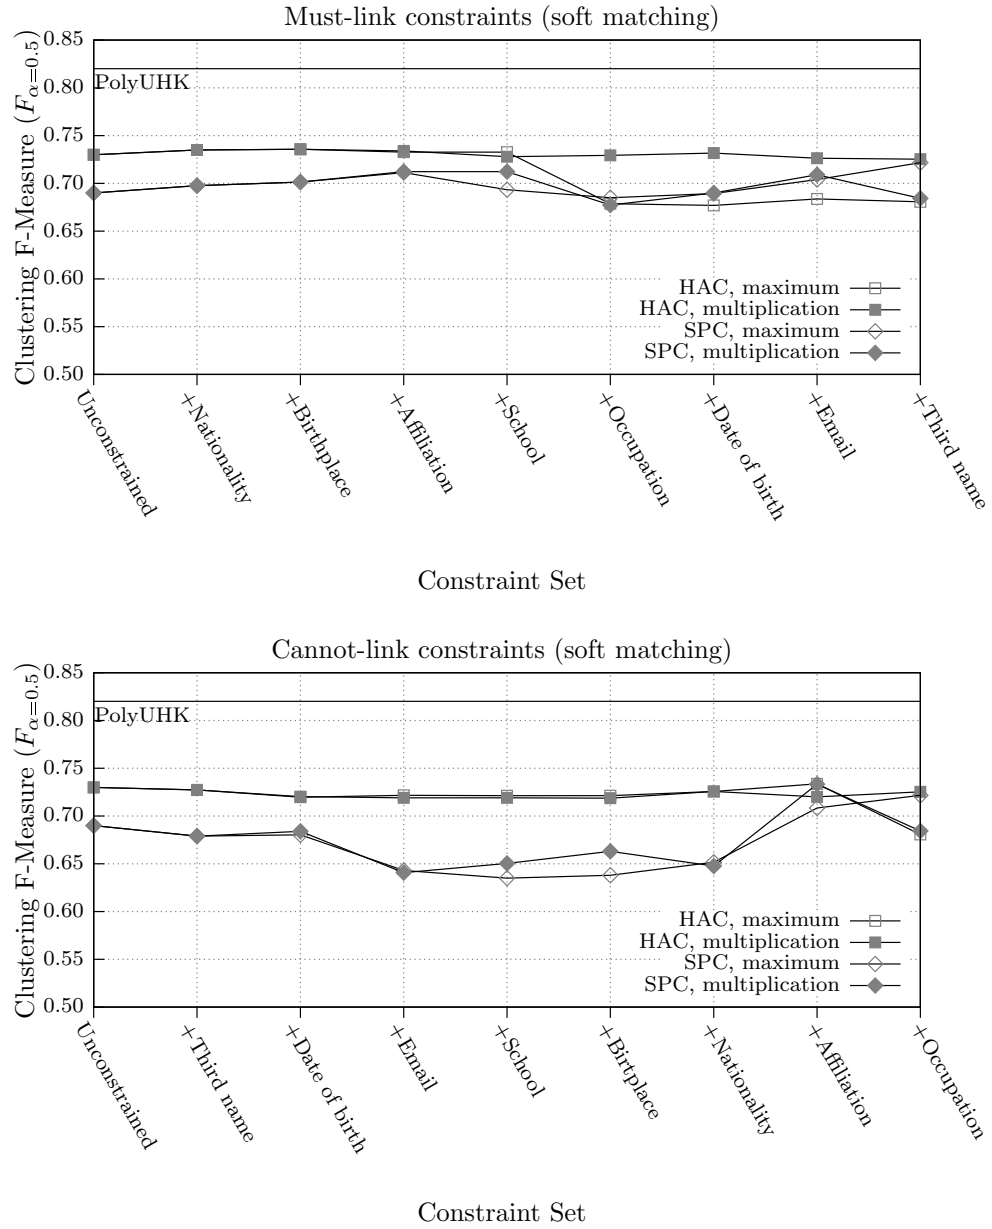 Must-link constraints (soft matching)
Clustering F-Measure (Fα=0.5)
0.85
0.80
0.75
0.70
0.65
0.60
0.55
0.50
PolyUHK
HAC, maximum
HAC, multiplication
SPC, maximum
SPC, multiplication
Unconstrained
+Nationality
+Birthplace
+Affiliation
+School
+Occupation
+Date of birth
+Email
+Third name
Constraint Set
Cannot-link constraints (soft matching)
Clustering F-Measure (Fα=0.5)
0.85
0.80
0.75
0.70
0.65
0.60
0.55
0.50
PolyUHK
HAC, maximum
HAC, multiplication
SPC, maximum
SPC, multiplication
Unconstrained
+Third name
+Date of birth
+Email
+School
+Birtplace
+Nationality
+Affiliation
+Occupation
Constraint Set